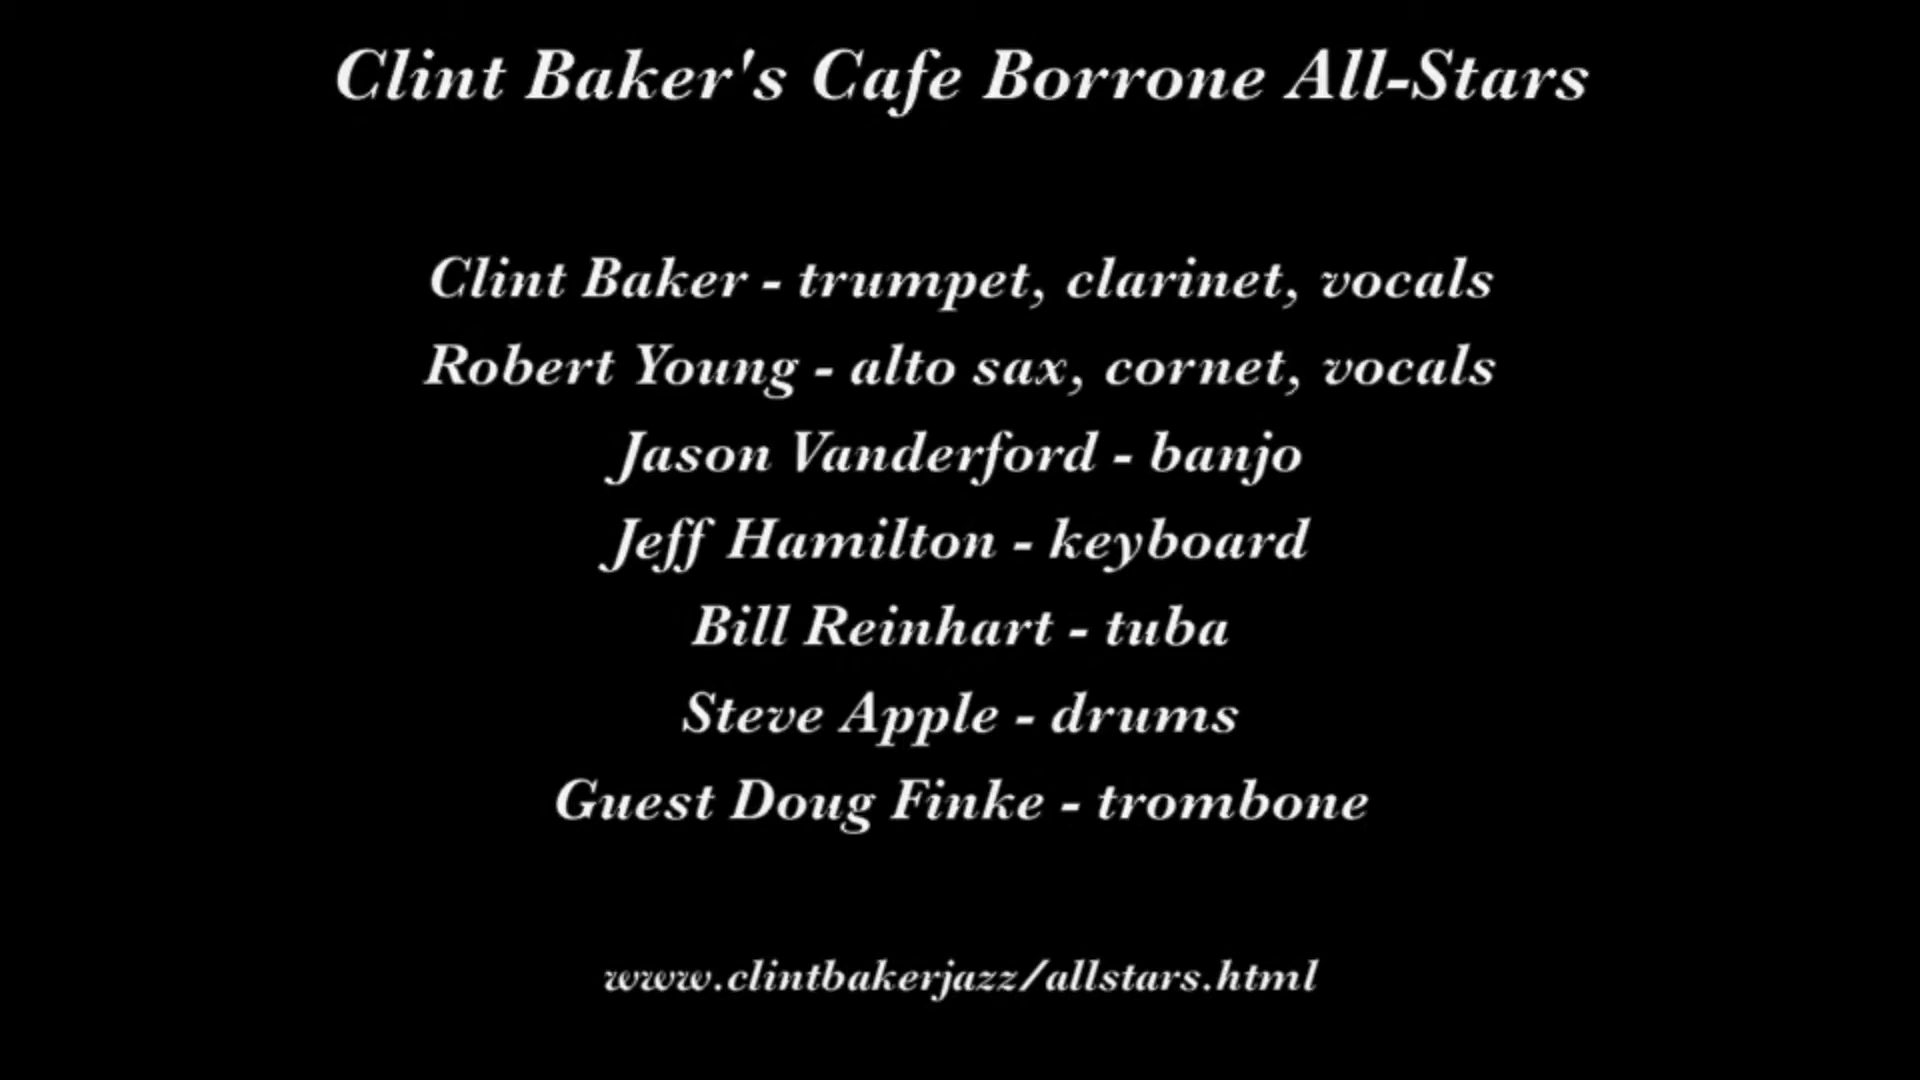 Clint Baker's Cafe Borrone All-Stars
Clint Baker - trumpet, clarinet, vocals
Robert Young - alto sax, cornet, vocals
Jason Vanderford - banjo
Jeff Hamilton - keyboard
Bill Reinhart - tuba
Steve Apple - drums
Guest Doug Finke - trombone
www.clintbakerjazz/allstars.html